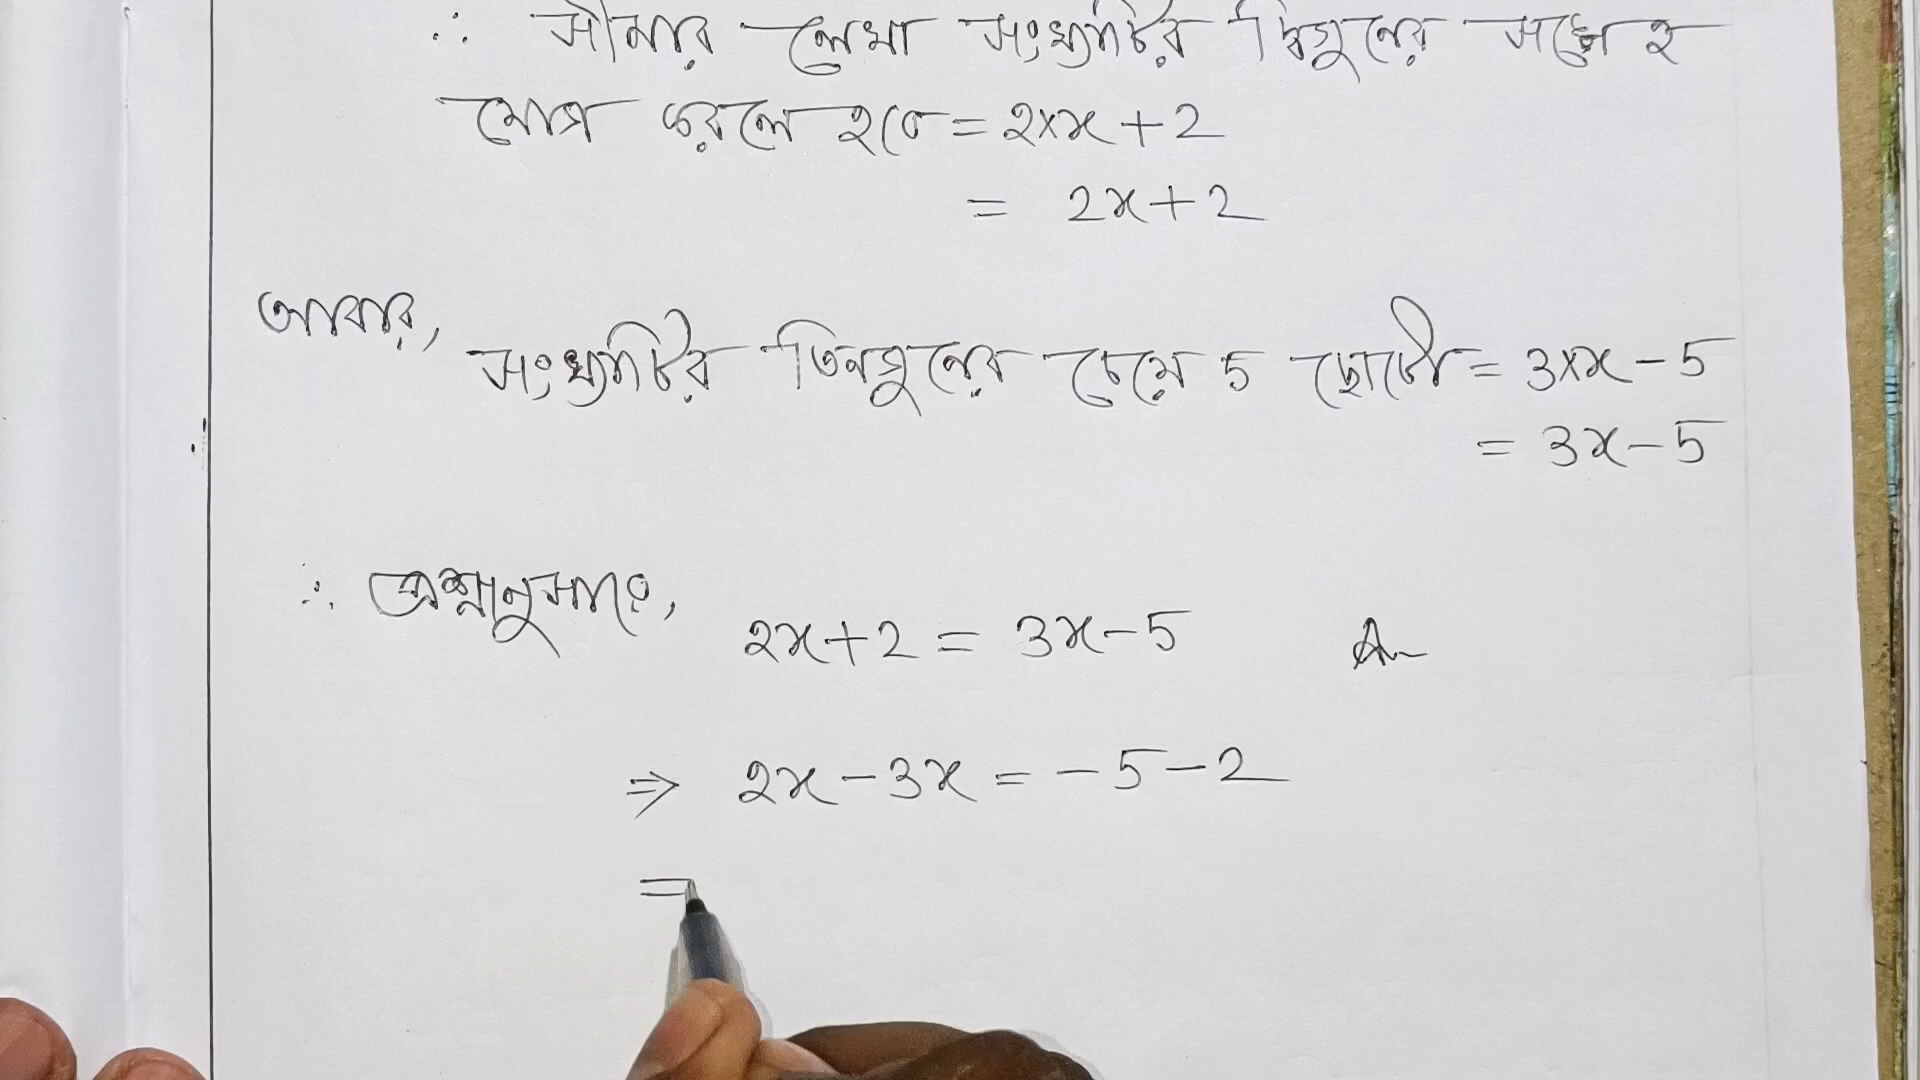 ∴ সীমার লেখা সংখ্যাটির দ্বিগুনের সঙ্গে ২
যোগ করলে হবে = 2×x + 2
= 2x + 2
আবার,
সংখ্যাটির তিনগুনের চেয়ে 5 ছোটো = 3×x - 5
= 3x - 5
∴ প্রশ্নানুসারে,
2x + 2 = 3x - 5
⇒ 2x - 3x = - 5 - 2
=